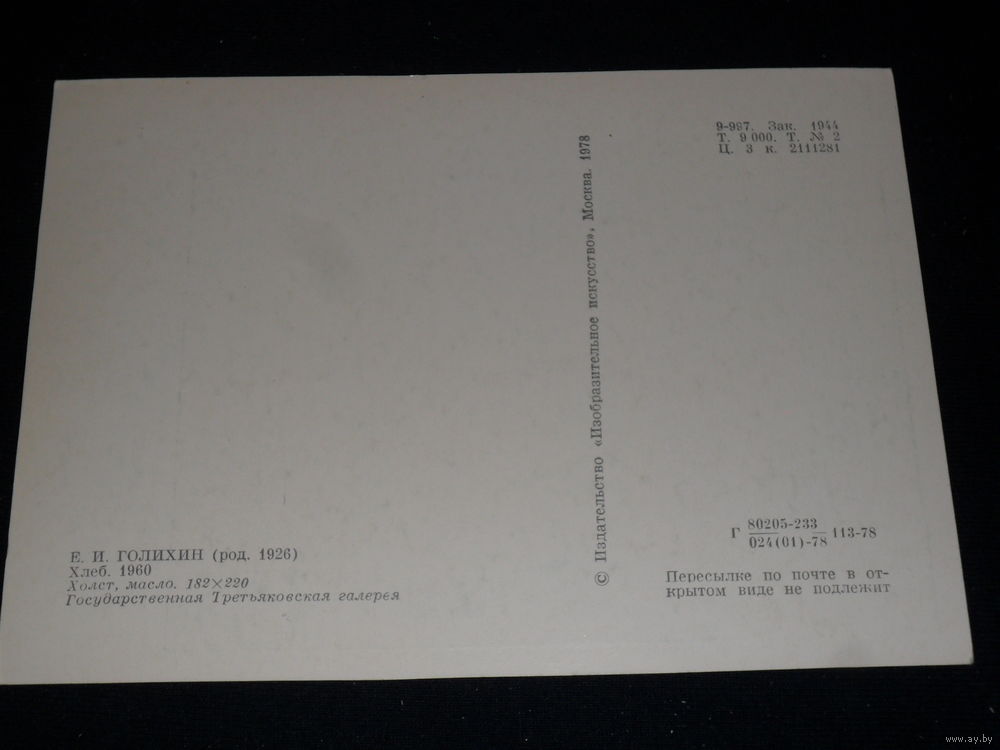 9-997. Зак. 1944
Т. 9 000. Т. № 2
Ц. 3 к. 2111281
© Издательство «Изобразительное искусство», Москва. 1978
Е. И. ГОЛИХИН (род. 1926)
Хлеб. 1960
Холст, масло. 182×220
Государственная Третьяковская галерея
Г 80205-233 / 024(01)-78 —113-78
Пересылке по почте в от-
крытом виде не подлежит
www.ay.by